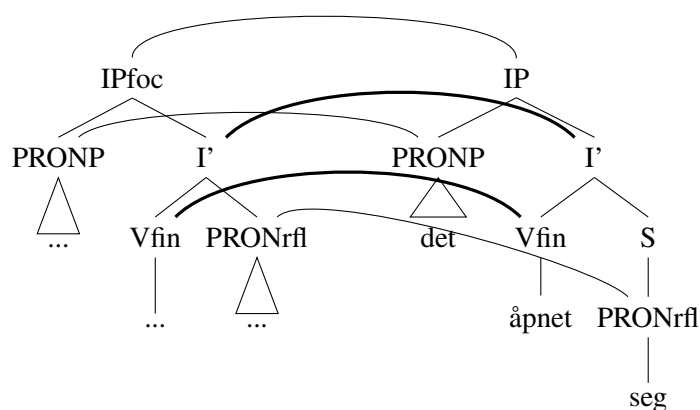 IPfoc IP
PRONP I' PRONP I'
... Vfin PRONrfl det Vfin S
... ... åpnet PRONrfl
seg